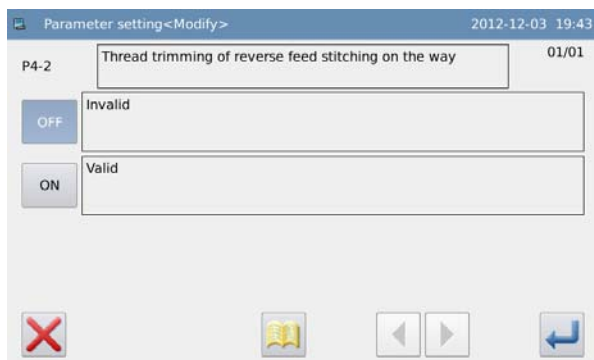 Parameter setting<Modify> 2012-12-03 19:43
P4-2 Thread trimming of reverse feed stitching on the way 01/01
OFF Invalid
ON Valid